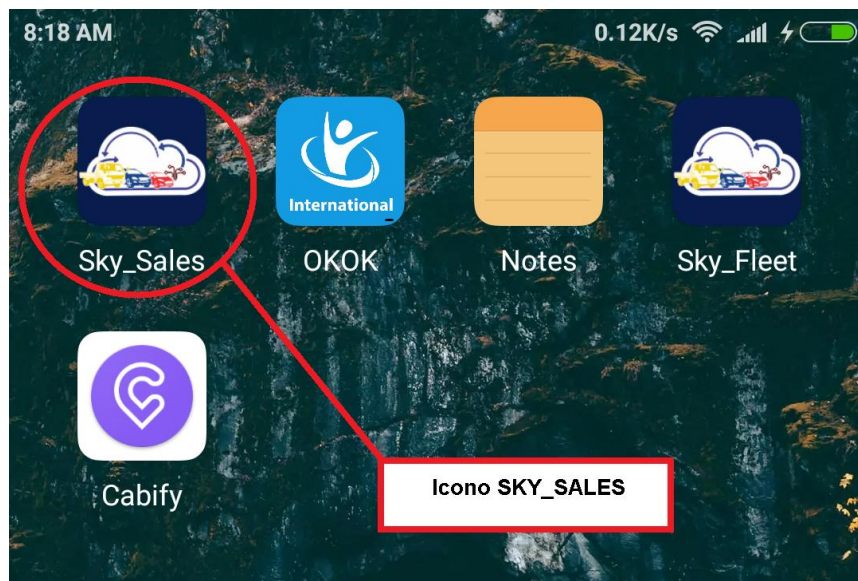 8:18 AM 0.12K/s
International
Sky_Sales OKOK Notes Sky_Fleet
Cabify
Icono SKY_SALES